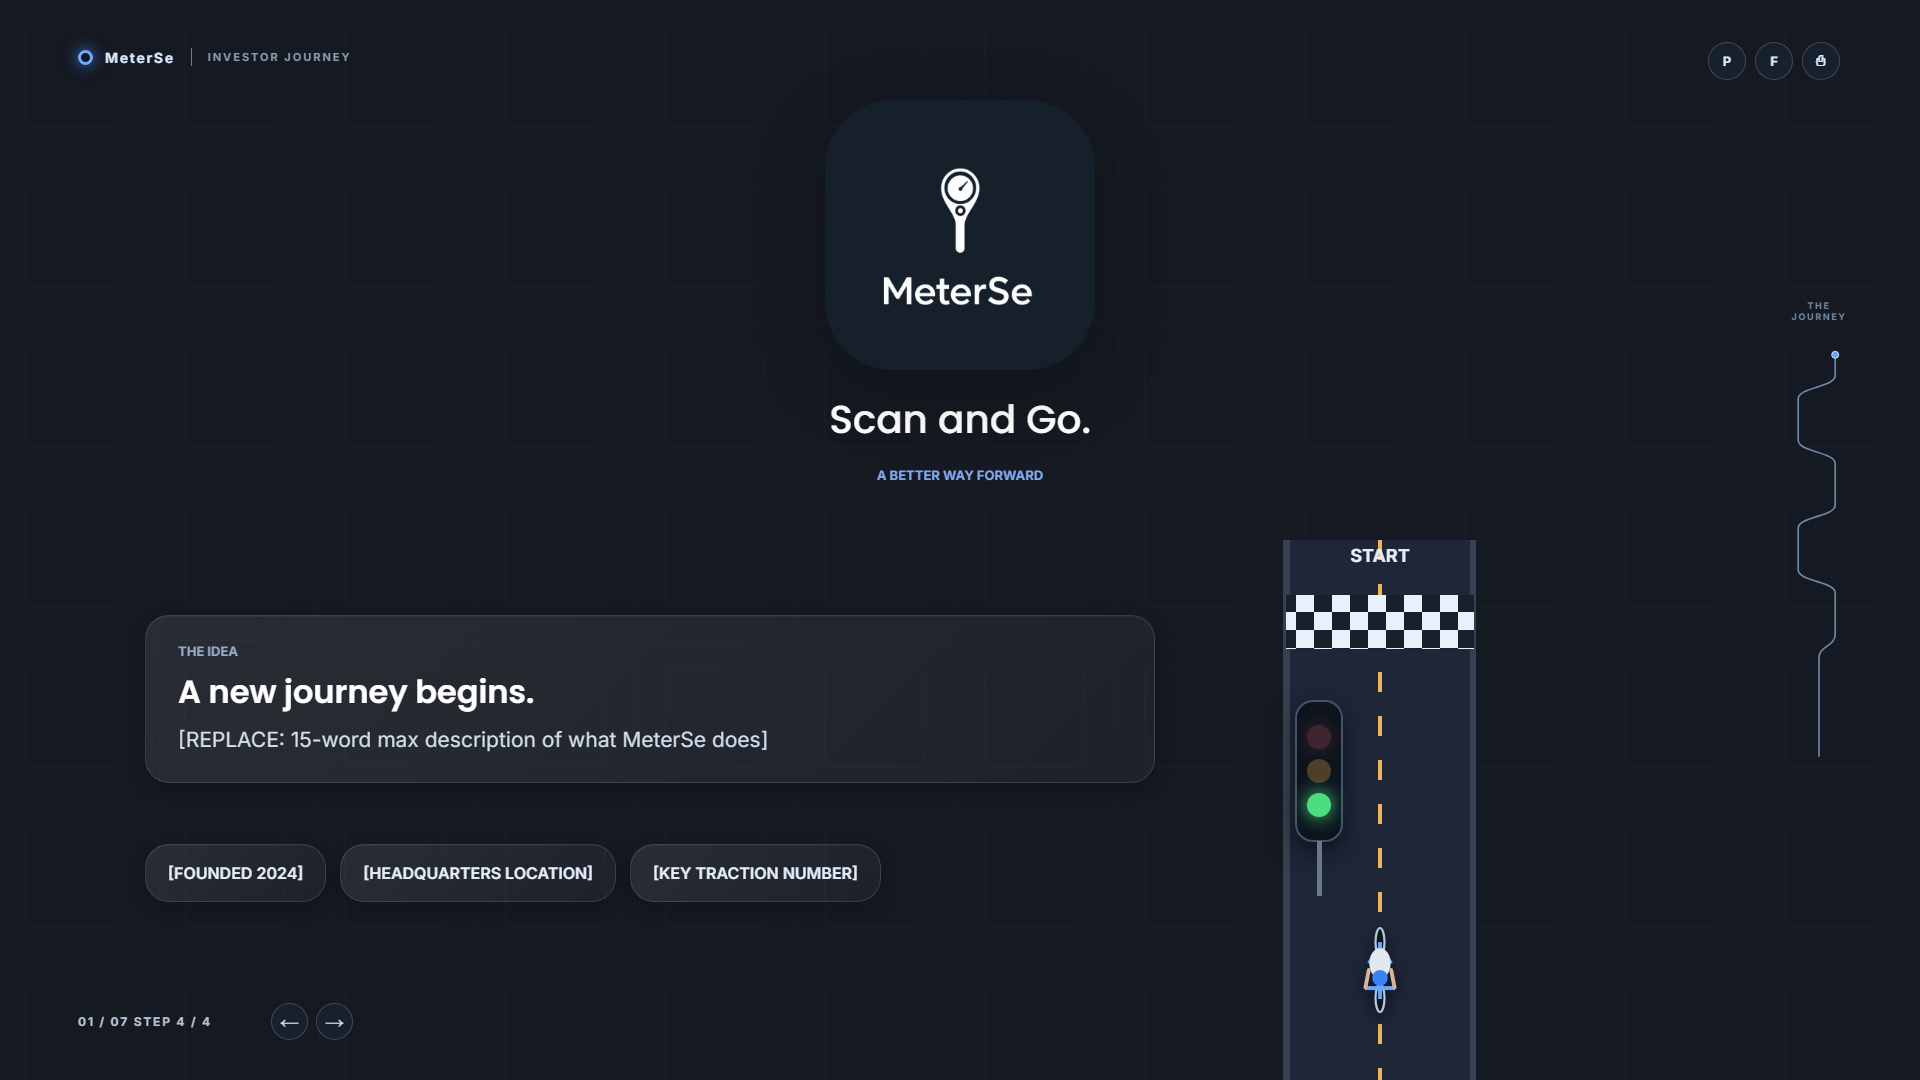 MeterSe
INVESTOR JOURNEY
P
F
MeterSe
Scan and Go.
A BETTER WAY FORWARD
THE
JOURNEY
START
THE IDEA
A new journey begins.
[REPLACE: 15-word max description of what MeterSe does]
[FOUNDED 2024]
[HEADQUARTERS LOCATION]
[KEY TRACTION NUMBER]
01 / 07 STEP 4 / 4
← →